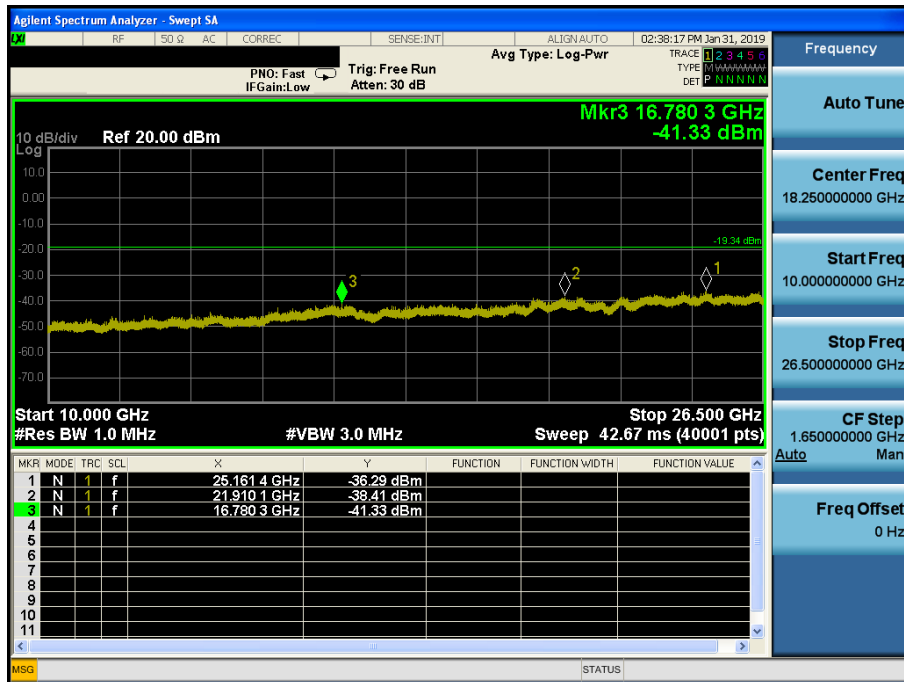 Agilent Spectrum Analyzer - Swept SA
LXI RF 50 Ω AC CORREC SENSE:INT ALIGNAUTO 02:38:17 PM Jan 31, 2019
Frequency
Avg Type: Log-Pwr
TRACE 1 2 3 4 5 6
PNO: Fast Trig: Free Run
TYPE M WWWWW
IFGain:Low Atten: 30 dB
DET P N N N N N
Auto Tune
Mkr3 16.780 3 GHz
10 dB/div Ref 20.00 dBm -41.33 dBm
Log
10.0
0.00
-10.0
-20.0
-30.0
-40.0
-50.0
-60.0
-70.0
-19.34 dBm
3
2
1
Start 10.000 GHz Stop 26.500 GHz
#Res BW 1.0 MHz #VBW 3.0 MHz Sweep 42.67 ms (40001 pts)
Center Freq
18.250000000 GHz
Start Freq
10.000000000 GHz
Stop Freq
26.500000000 GHz
CF Step
1.650000000 GHz
Auto Man
Freq Offset
0 Hz
MKR MODE TRC SCL X Y FUNCTION FUNCTION WIDTH FUNCTION VALUE
1 N 1 f 25.161 4 GHz -36.29 dBm
2 N 1 f 21.910 1 GHz -38.41 dBm
3 N 1 f 16.780 3 GHz -41.33 dBm
4
5
6
7
8
9
10
11
MSG STATUS